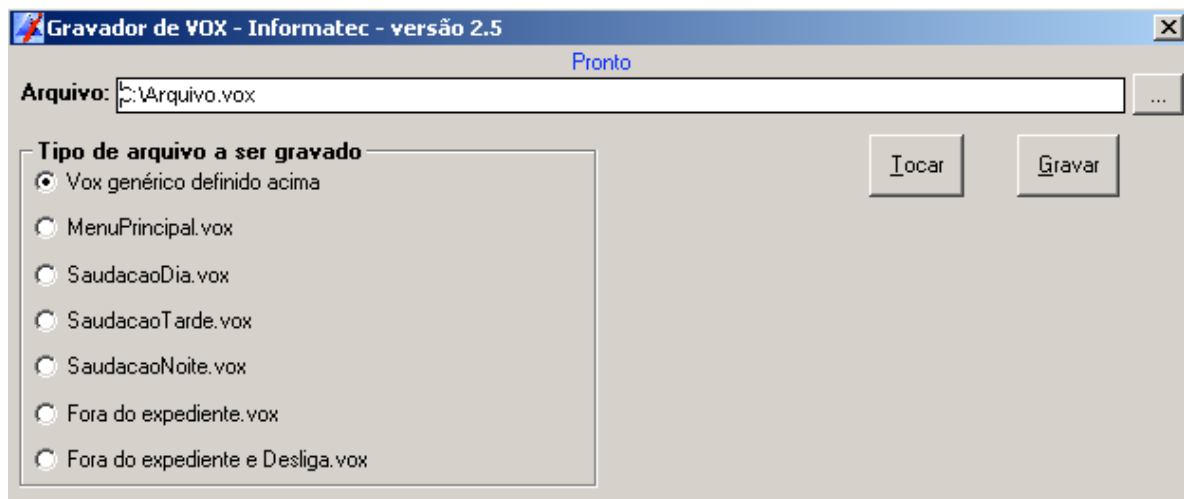 Gravador de VOX - Informatec - versão 2.5
Pronto
Arquivo: C:\Arquivo.vox ...
Tipo de arquivo a ser gravado
Tocar Gravar
Vox genérico definido acima
MenuPrincipal.vox
SaudacaoDia.vox
SaudacaoTarde.vox
SaudacaoNoite.vox
Fora do expediente.vox
Fora do expediente e Desliga.vox